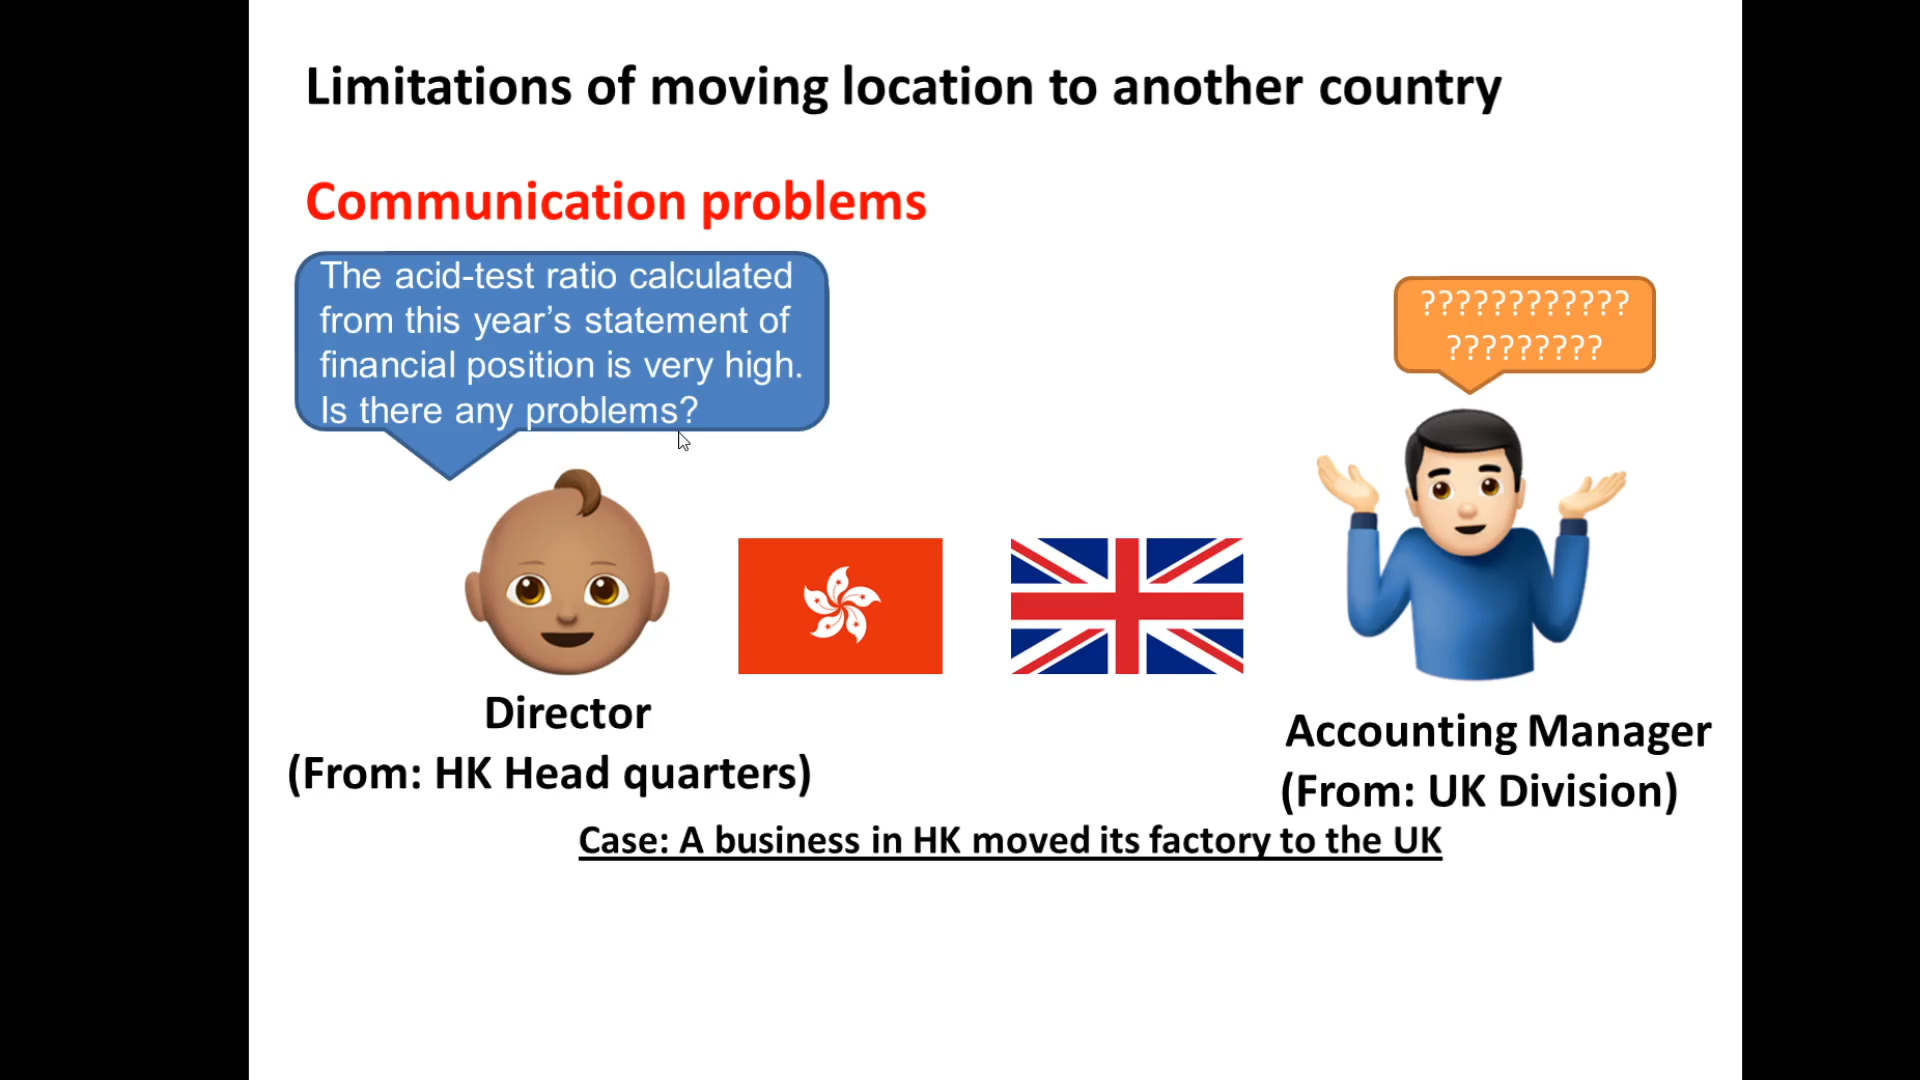 Limitations of moving location to another country
Communication problems
The acid-test ratio calculated
from this year’s statement of
financial position is very high.
Is there any problems?
????????????
?????????
Director
(From: HK Head quarters)
Accounting Manager
(From: UK Division)
Case: A business in HK moved its factory to the UK